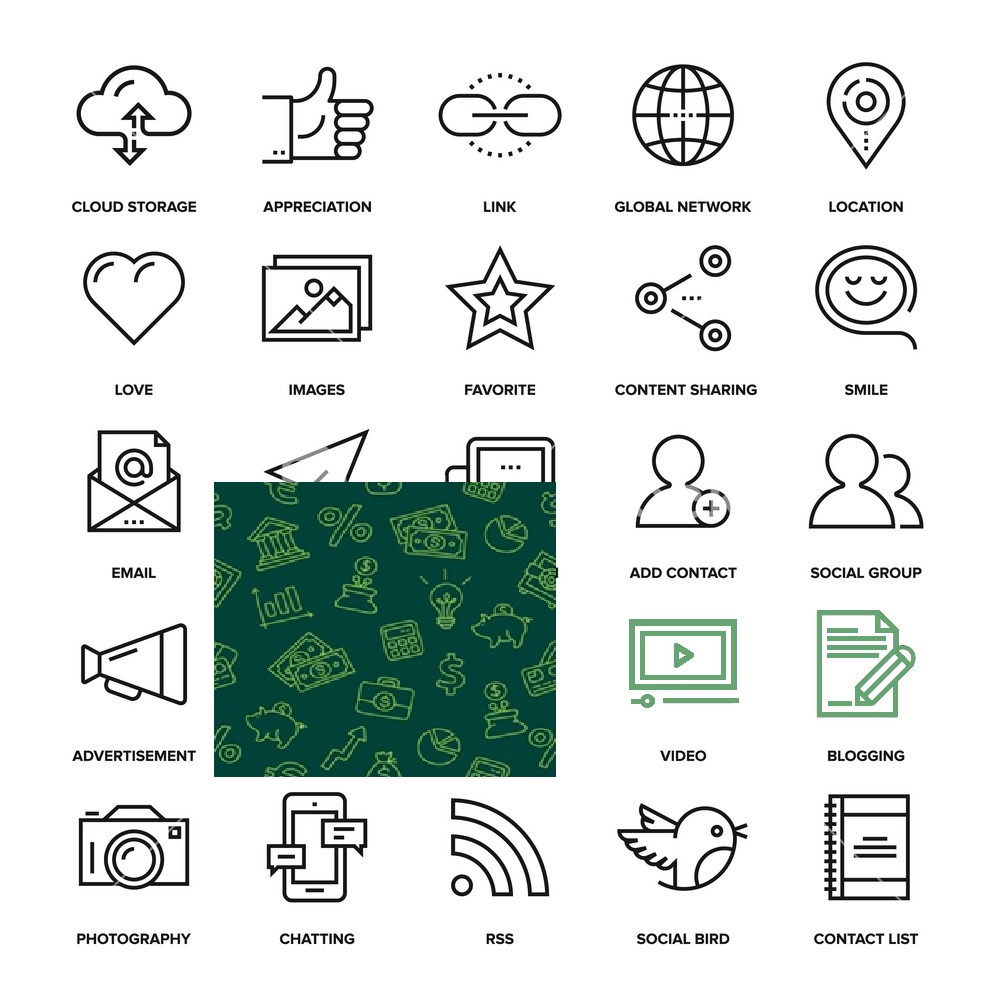 CLOUD STORAGE APPRECIATION LINK GLOBAL NETWORK LOCATION
LOVE IMAGES FAVORITE CONTENT SHARING SMILE
EMAIL ADD CONTACT SOCIAL GROUP
ADVERTISEMENT VIDEO BLOGGING
PHOTOGRAPHY CHATTING RSS SOCIAL BIRD CONTACT LIST